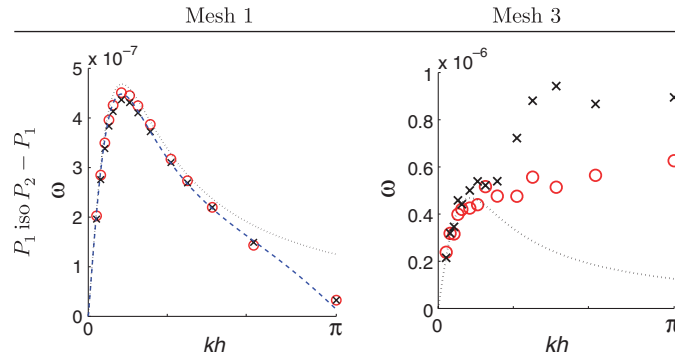 Mesh 1 Mesh 3
P₁ iso P₂ − P₁
x 10⁻⁷
5
4
3
2
1
0
ω
0 π
kh
x 10⁻⁶
1
0.8
0.6
0.4
0.2
0
ω
0 π
kh